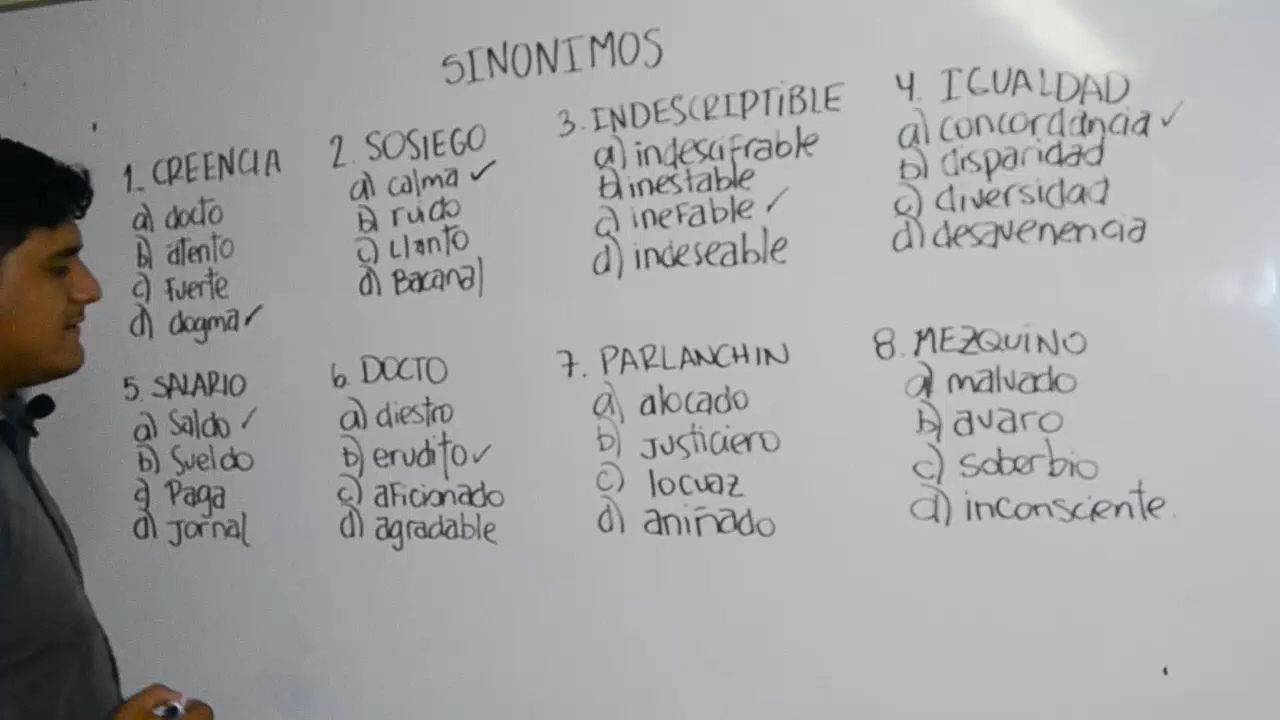 SINONIMOS
1. CREENCIA
a) docto
b) atento
c) fuerte
d) dogma ✓
2. SOSIEGO
a) calma ✓
b) ruido
c) Llanto
d) Bacanal
3. INDESCRIPTIBLE
a) indescifrable
b) inestable
c) inefable ✓
d) indeseable
4. IGUALDAD
a) concordancia ✓
b) disparidad
c) diversidad
d) desavenencia
5. SALARIO
a) Saldo ✓
b) Sueldo
c) Paga
d) Jornal
6. DOCTO
a) diestro
b) erudito ✓
c) aficionado
d) agradable
7. PARLANCHIN
a) alocado
b) Justiciero
c) locuaz
d) aniñado
8. MEZQUINO
a) malvado
b) avaro
c) soberbio
d) inconsciente.